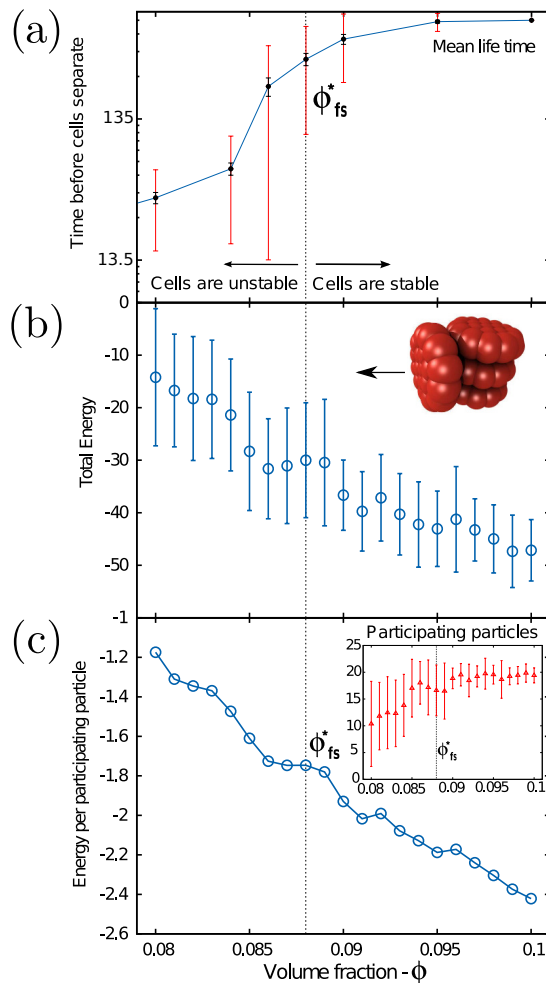 (a)
Time before cells separate
135
13.5
Mean life time
ϕ*fs
Cells are unstable
Cells are stable
(b)
Total Energy
0
-10
-20
-30
-40
-50
-1
(c)
Energy per participating particle
-1.2
-1.4
-1.6
-1.8
-2
-2.2
-2.4
-2.6
ϕ*fs
Participating particles
25
20
15
10
5
0
ϕ*fs
0.08
0.085
0.09
0.095
0.1
0.08
0.085
0.09
0.095
0.1
Volume fraction - ϕ